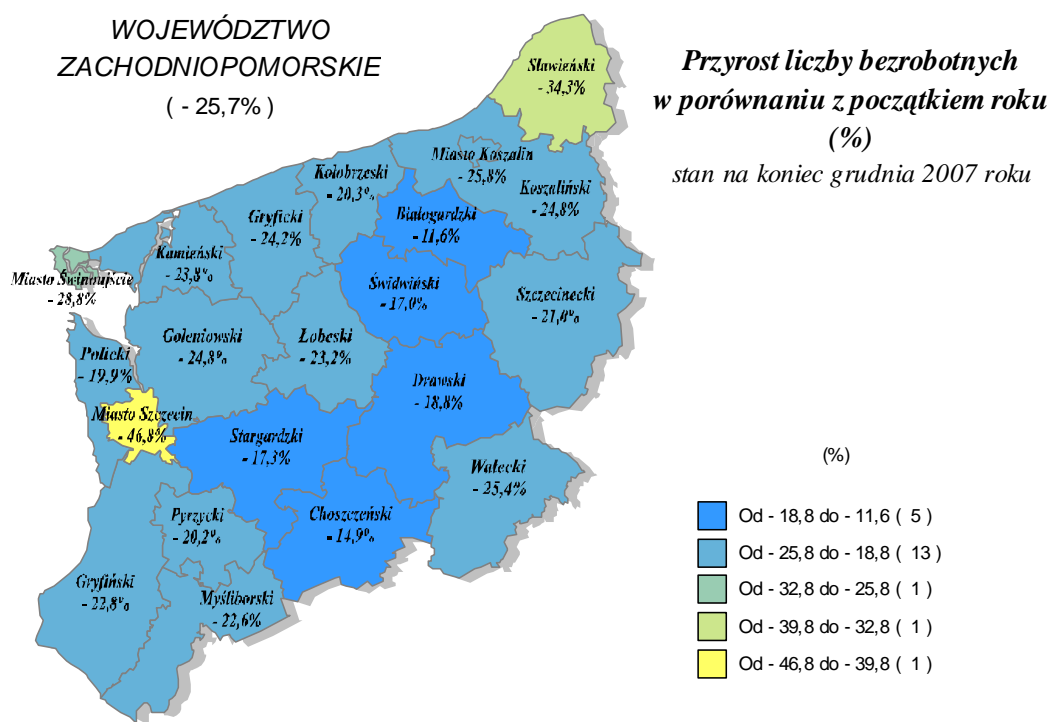 WOJEWÓDZTWO
ZACHODNIOPOMORSKIE
( - 25,7% )
Przyrost liczby bezrobotnych
w porównaniu z początkiem roku
(%)
stan na koniec grudnia 2007 roku
Sławieński
- 34,3%
Miasto Koszalin
- 25,8%
Kołobrzeski
- 20,3%
Koszaliński
- 24,8%
Białogardzki
- 11,6%
Gryficki
- 24,2%
Kamieński
- 23,8%
Miasto Świnoujście
- 28,8%
Świdwiński
- 17,0%
Szczecinecki
- 21,0%
Goleniowski
- 24,8%
Łobeski
- 23,2%
Policki
- 19,9%
Drawski
- 18,8%
Miasto Szczecin
- 46,8%
Stargardzki
- 17,3%
Wałecki
- 25,4%
Pyrzycki
- 20,2%
Choszczeński
- 14,9%
Gryfiński
- 22,8%
Myśliborski
- 22,6%
(%)
Od - 18,8 do - 11,6 ( 5 )
Od - 25,8 do - 18,8 ( 13 )
Od - 32,8 do - 25,8 ( 1 )
Od - 39,8 do - 32,8 ( 1 )
Od - 46,8 do - 39,8 ( 1 )